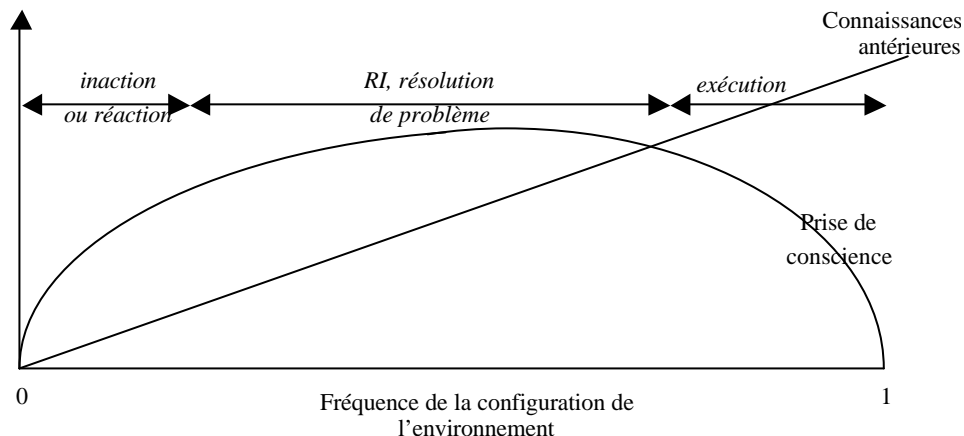 Connaissances
antérieures
inaction
ou réaction
RI, résolution
de problème
exécution
Prise de
conscience
0
1
Fréquence de la configuration de
l’environnement